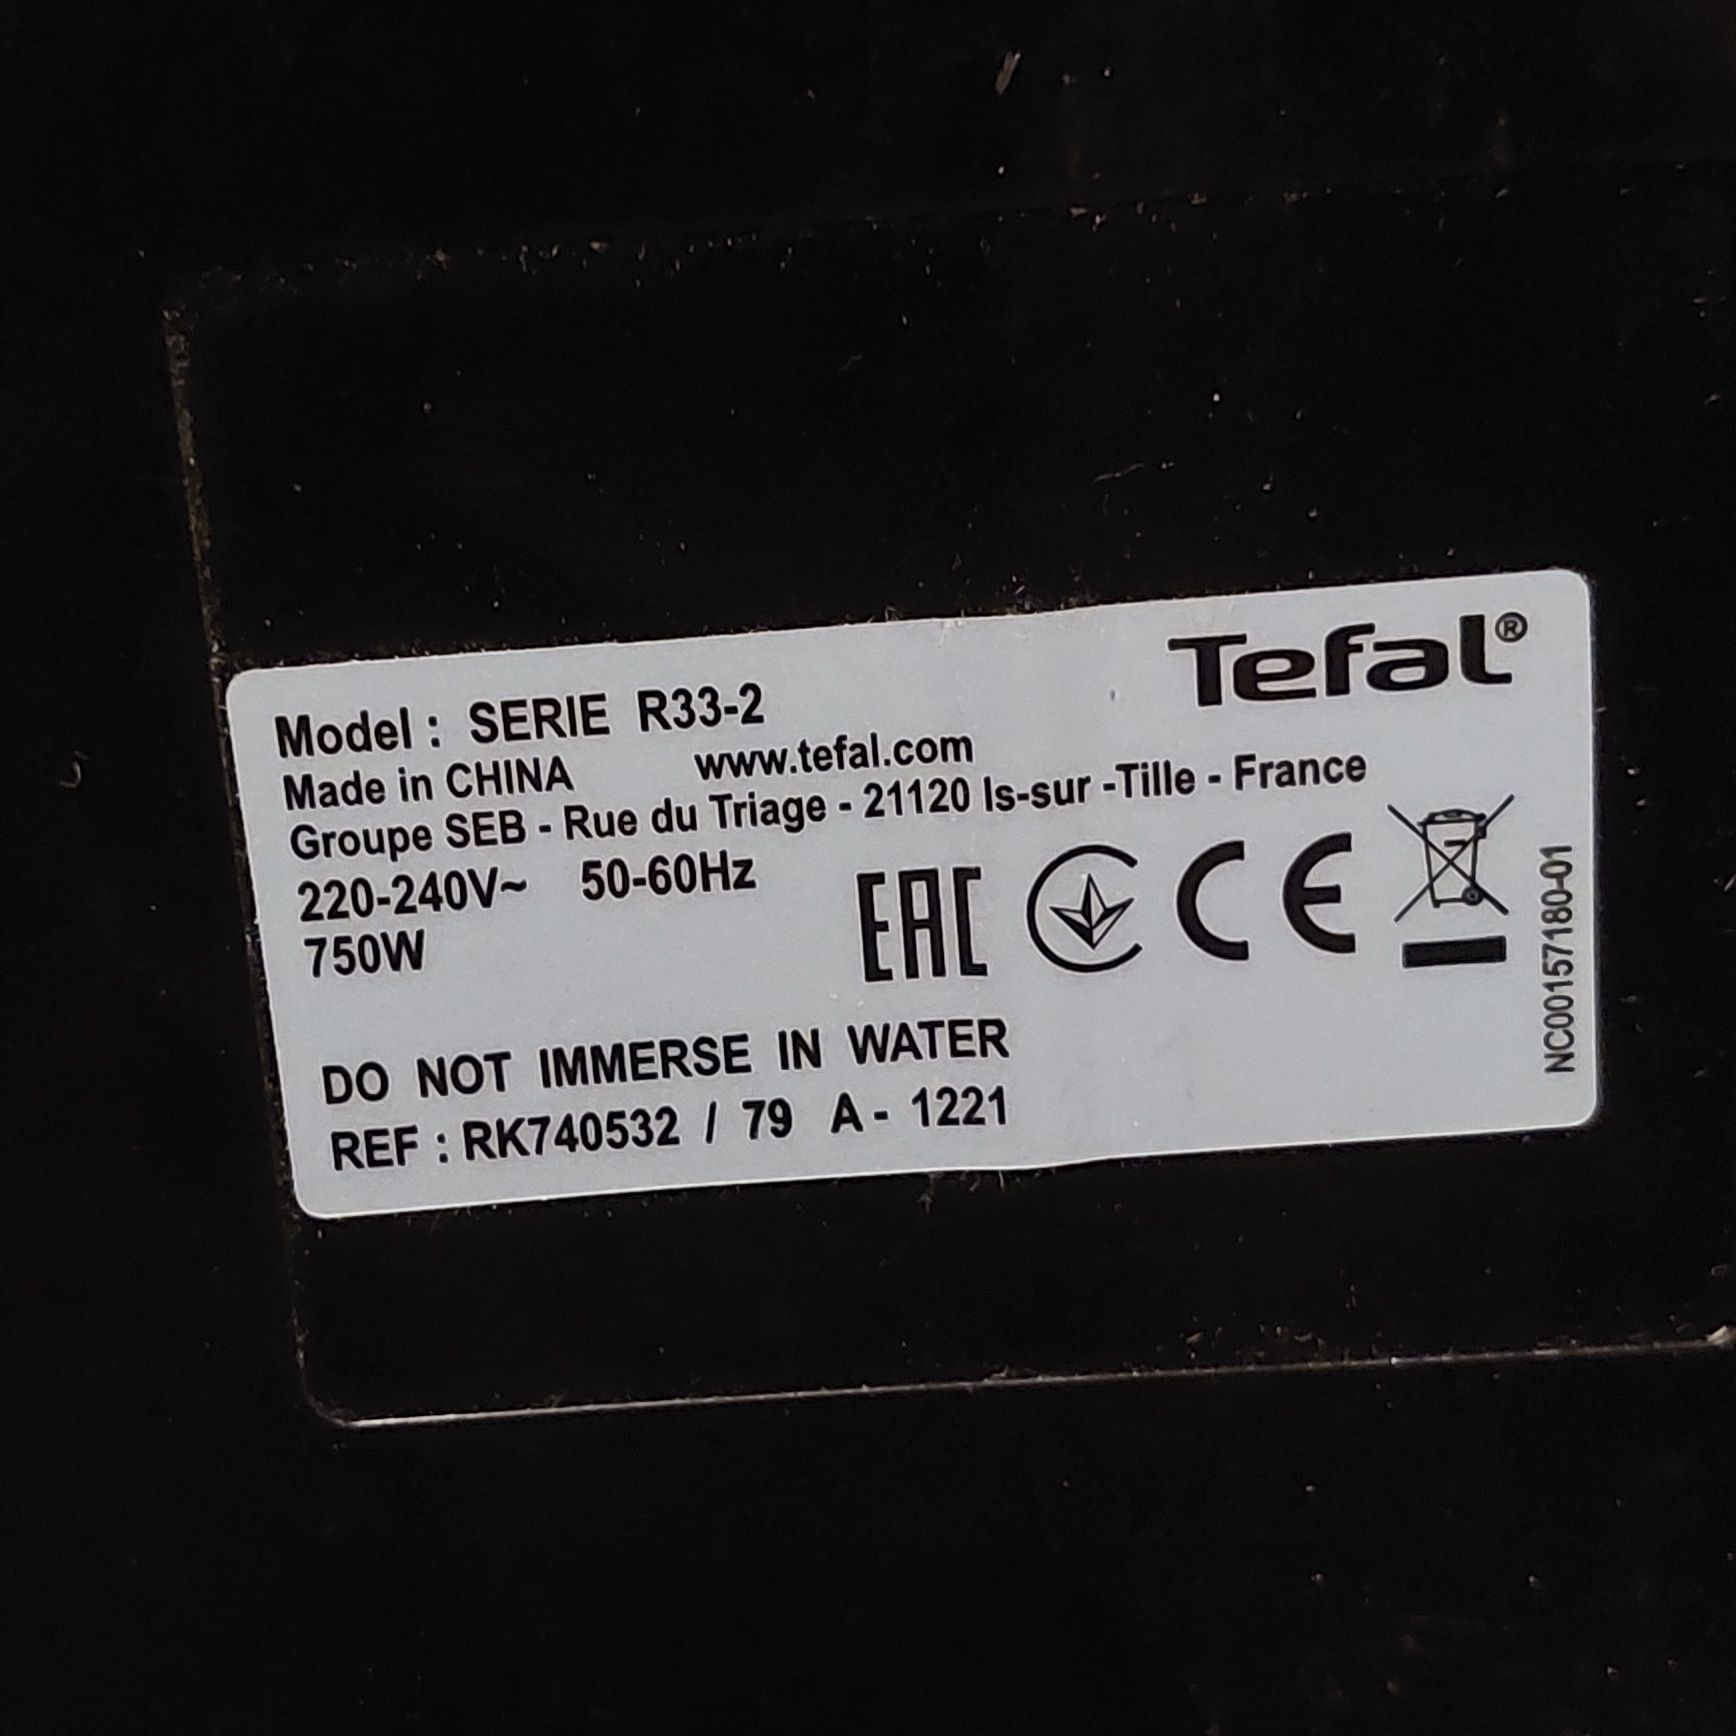 Tefal®
Model : SERIE R33-2
Made in CHINA www.tefal.com
Groupe SEB - Rue du Triage - 21120 Is-sur -Tille - France
220-240V~ 50-60Hz
750W
EAC CE
DO NOT IMMERSE IN WATER
REF : RK740532 / 79 A - 1221
NC00157180-01